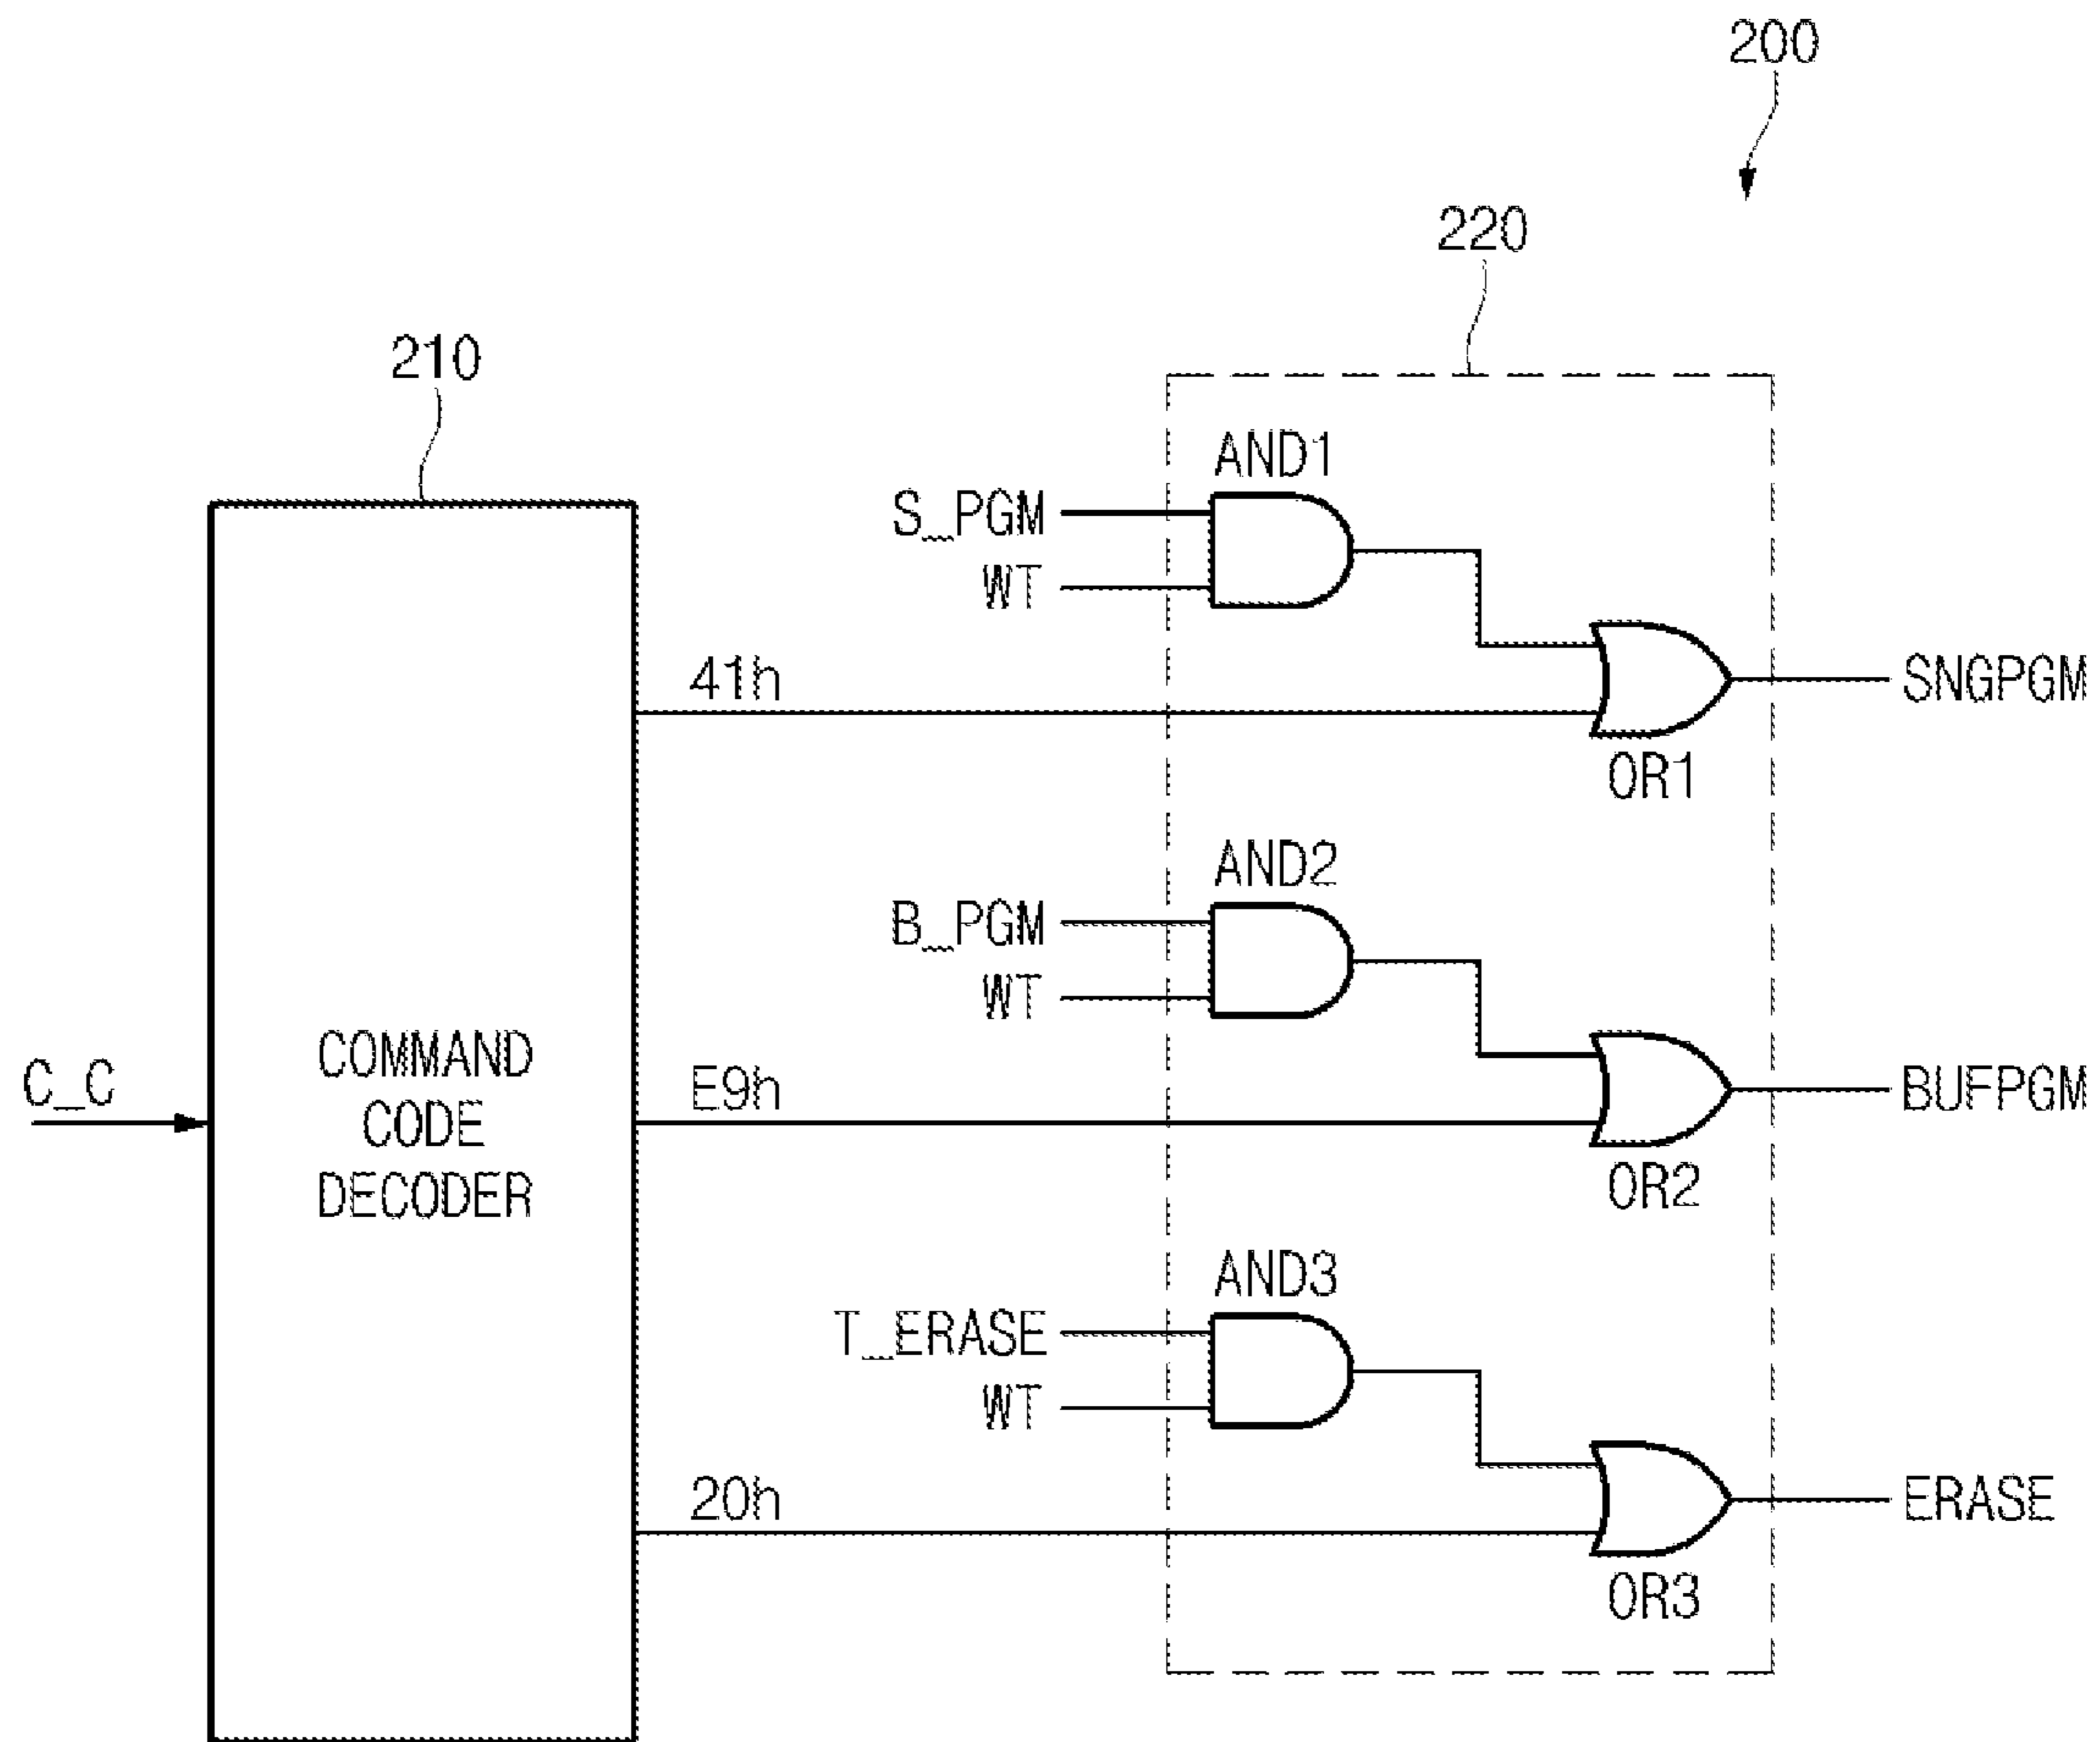 200
220
210
AND1
S_PGM
WT
41h
SNGPGM
OR1
AND2
B_PGM
WT
C_C
COMMAND
CODE
DECODER
E9h
BUFPGM
OR2
AND3
T_ERASE
WT
20h
ERASE
OR3